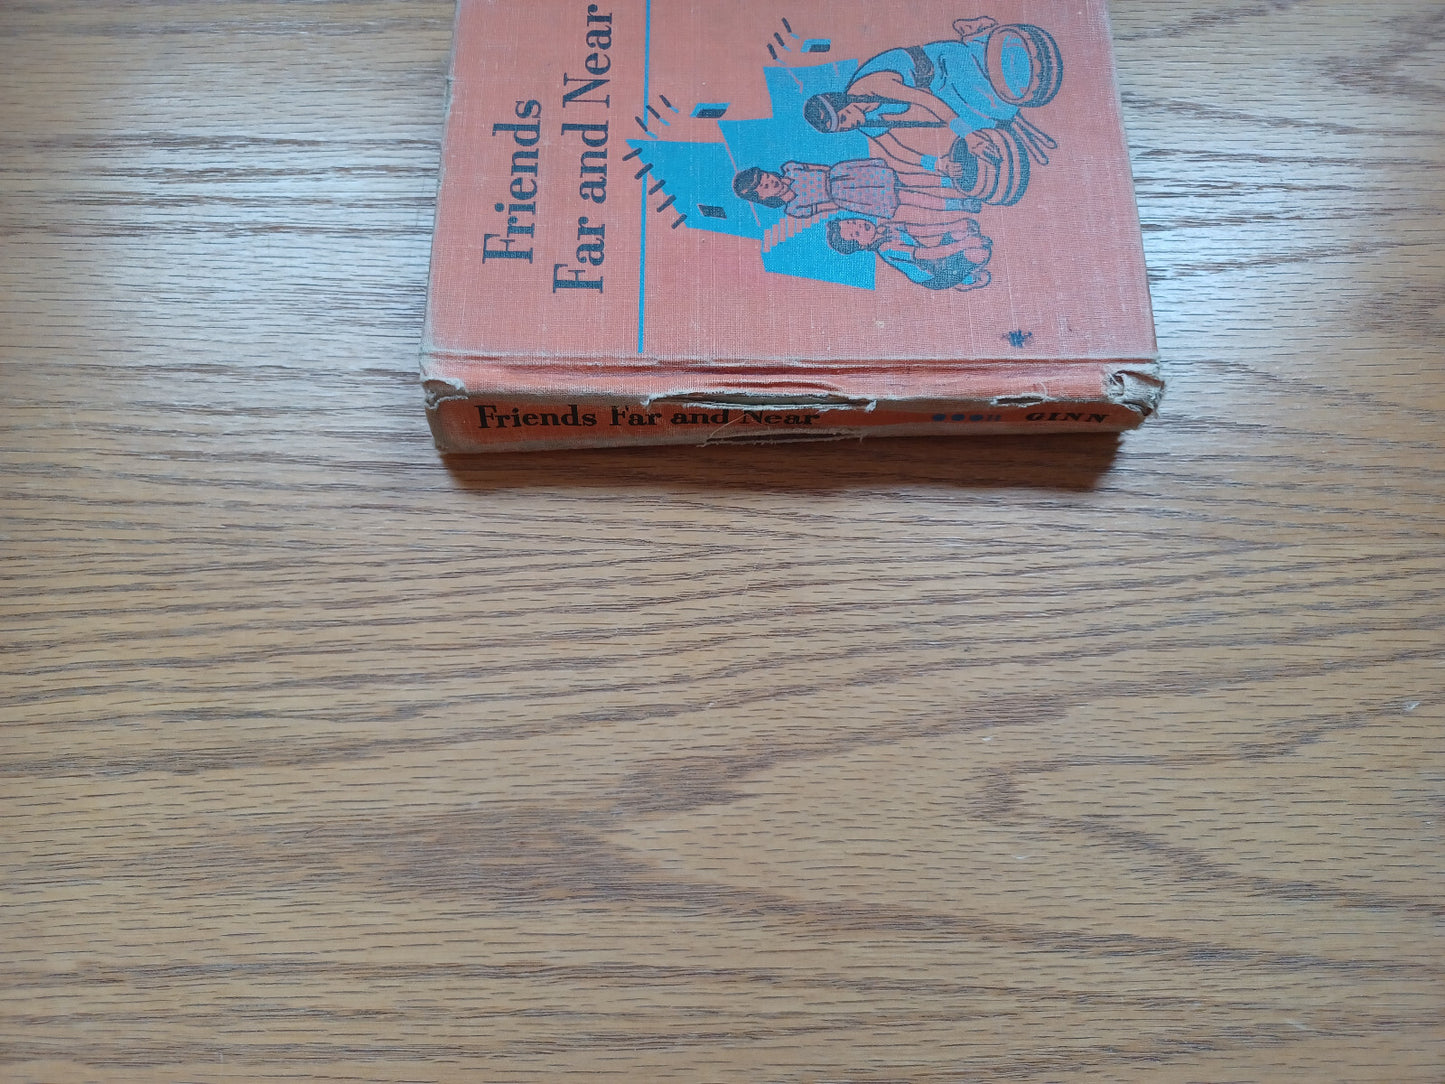 Friends
Far and Near
Friends Far and Near
GINN